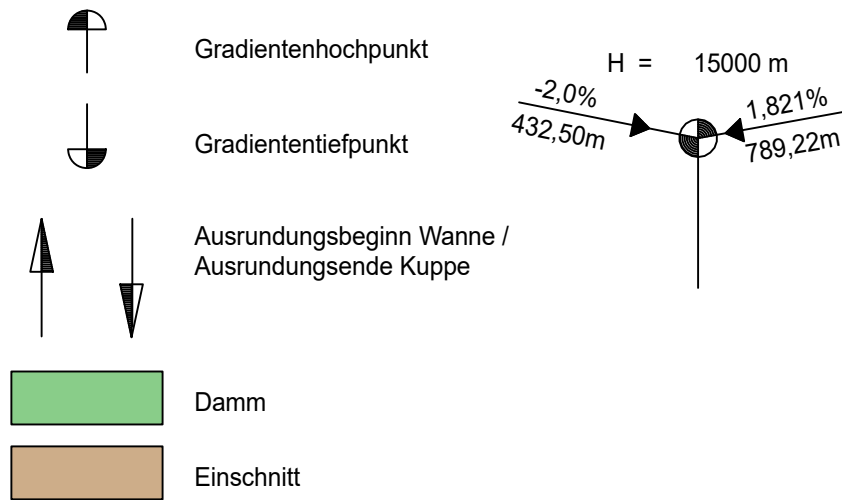 Gradientenhochpunkt
Gradiententiefpunkt
Ausrundungsbeginn Wanne /
Ausrundungsende Kuppe
Damm
Einschnitt
H = 15000 m
-2,0%
432,50m
1,821%
789,22m